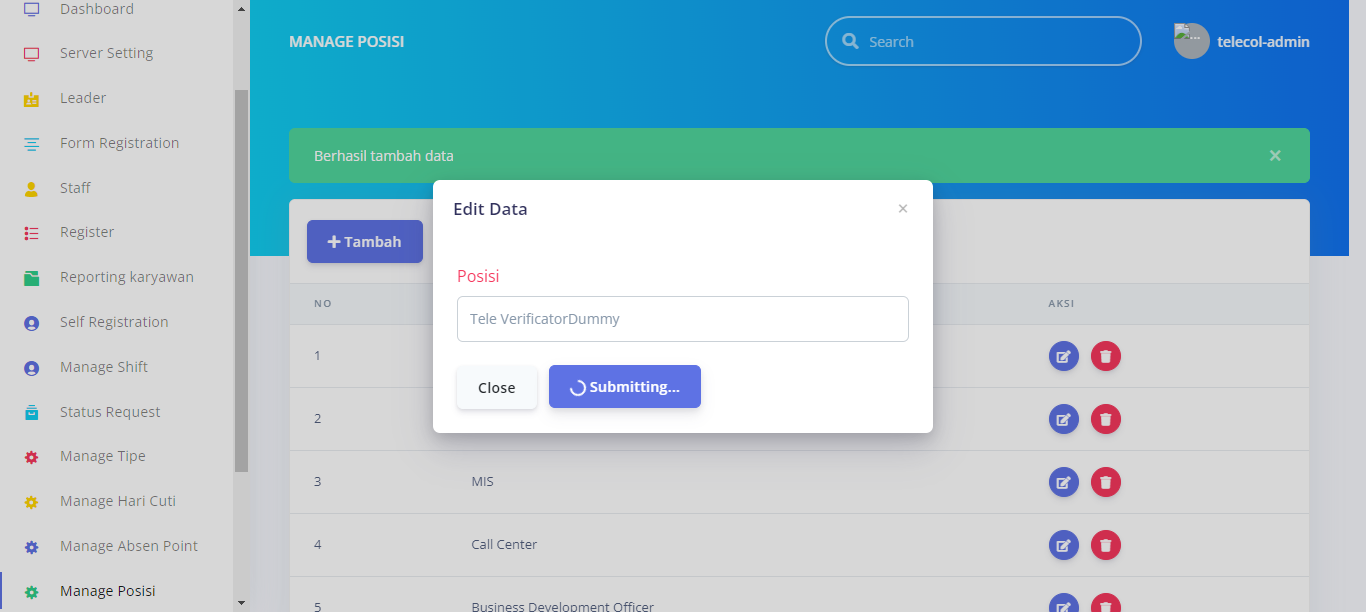 Dashboard
Server Setting
Leader
Form Registration
Staff
Register
Reporting karyawan
Self Registration
Manage Shift
Status Request
Manage Tipe
Manage Hari Cuti
Manage Absen Point
Manage Posisi
MANAGE POSISI
Search
...
telecol-admin
Berhasil tambah data
×
Edit Data
×
Posisi
Tele VerificatorDummy
Close
Submitting...
Tambah
NO
AKSI
1
2
3
MIS
4
Call Center
5
Business Development Officer